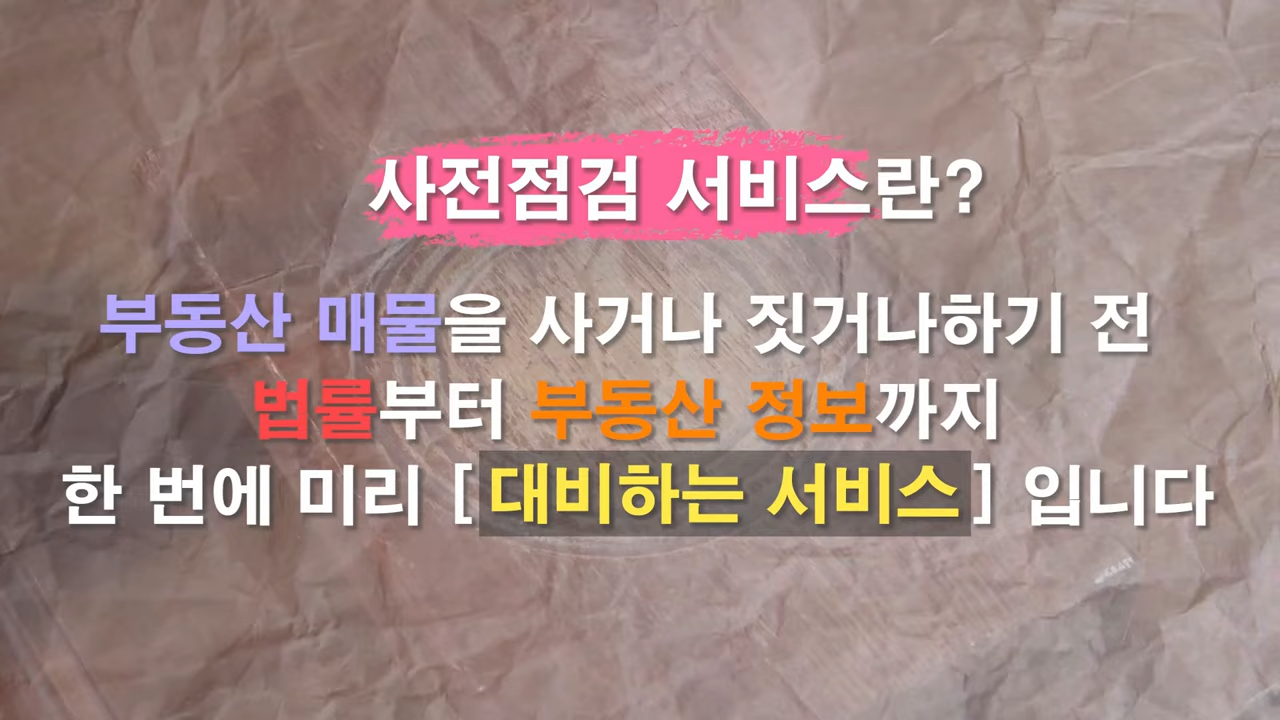 사전점검 서비스란?
부동산 매물을 사거나 짓거나하기 전
법률부터 부동산 정보까지
한 번에 미리 [대비하는 서비스] 입니다